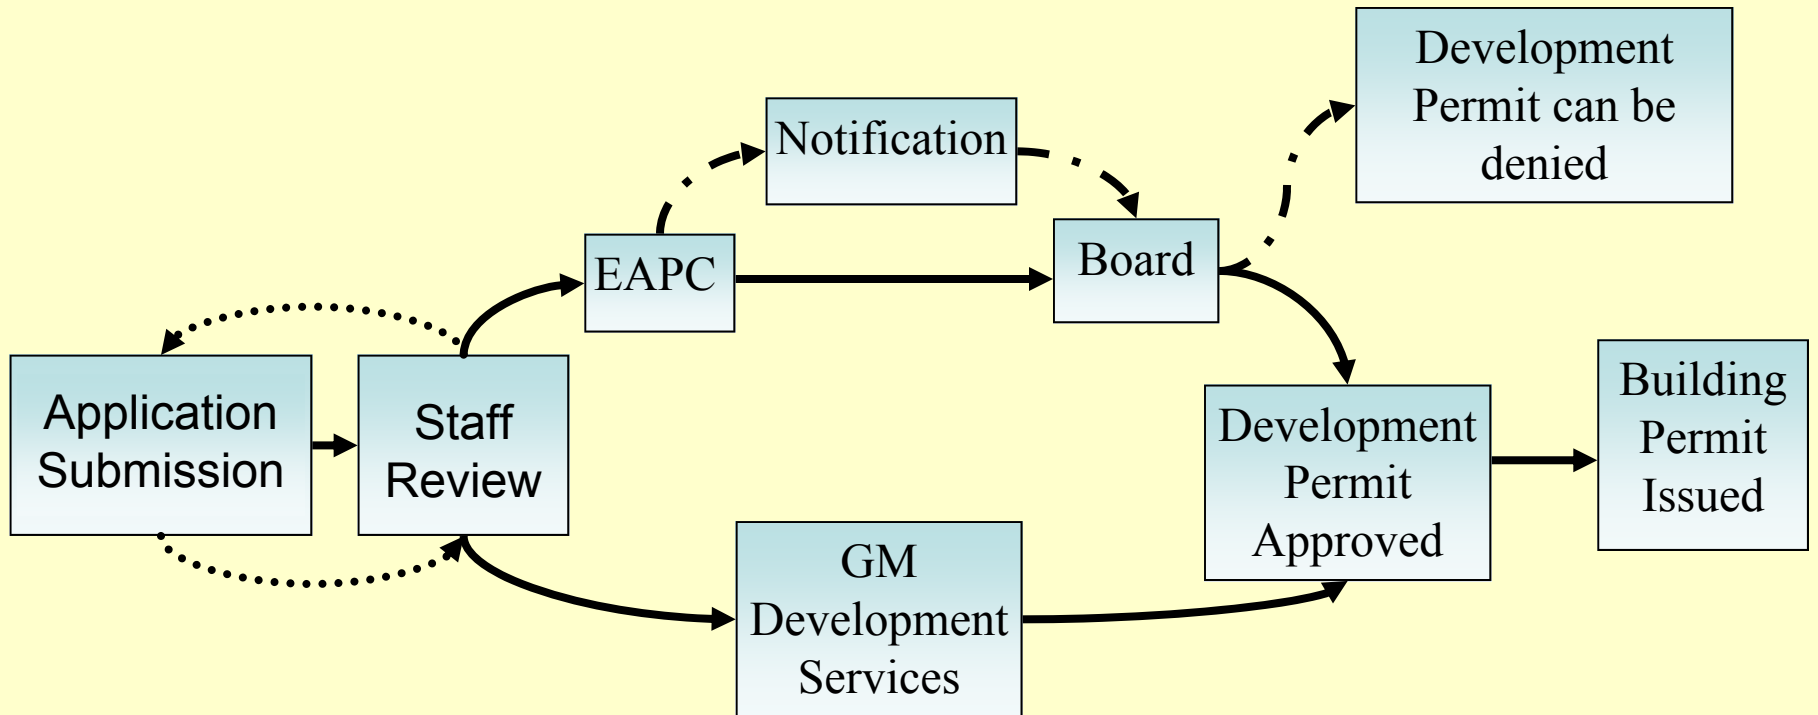 Development
Permit can be
denied
Notification
EAPC
Board
Application
Submission
Staff
Review
GM
Development
Services
Development
Permit
Approved
Building
Permit
Issued